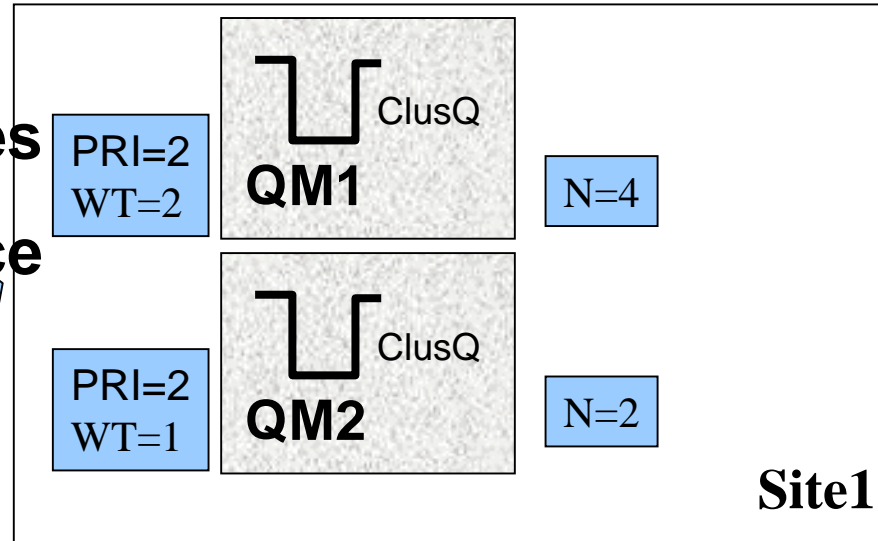 PRI=2
WT=2
ClusQ
QM1
N=4
PRI=2
WT=1
ClusQ
QM2
N=2
Site1